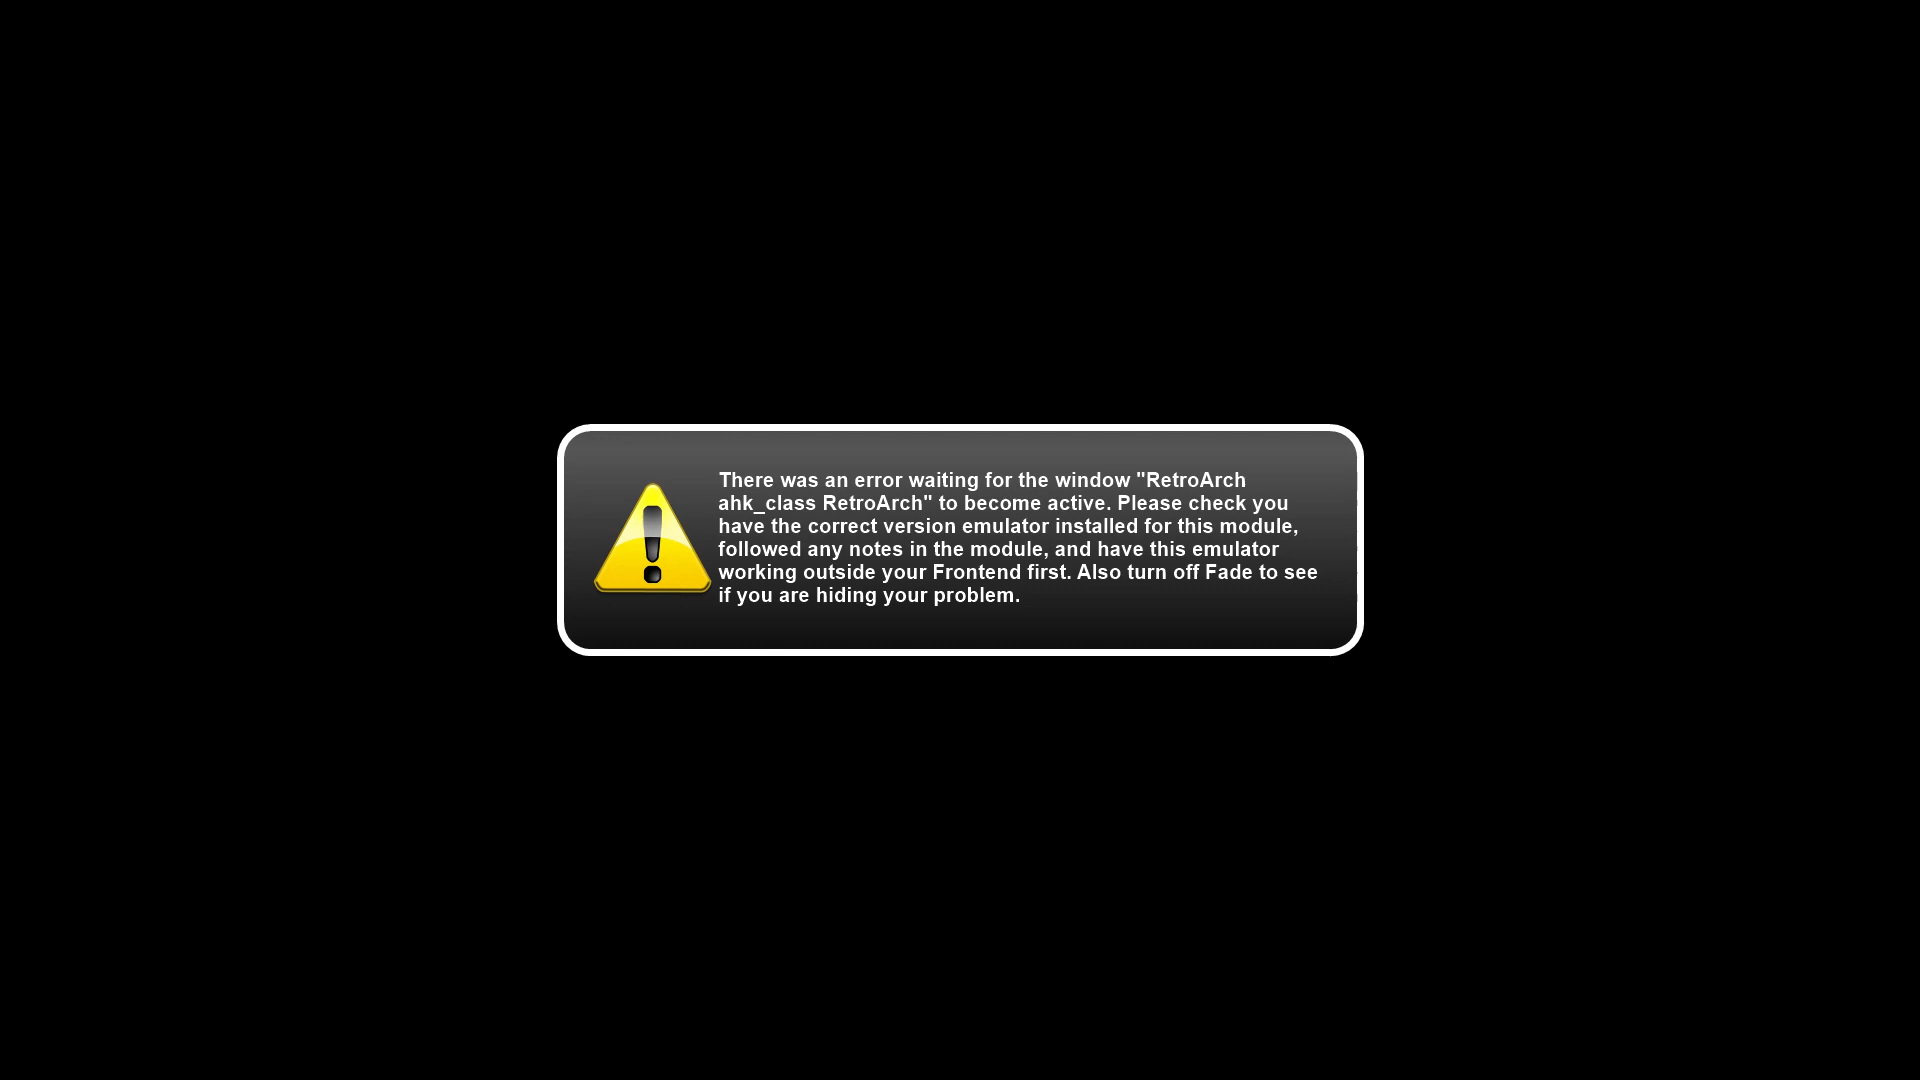 There was an error waiting for the window "RetroArch
ahk_class RetroArch" to become active. Please check you
have the correct version emulator installed for this module,
followed any notes in the module, and have this emulator
working outside your Frontend first. Also turn off Fade to see
if you are hiding your problem.